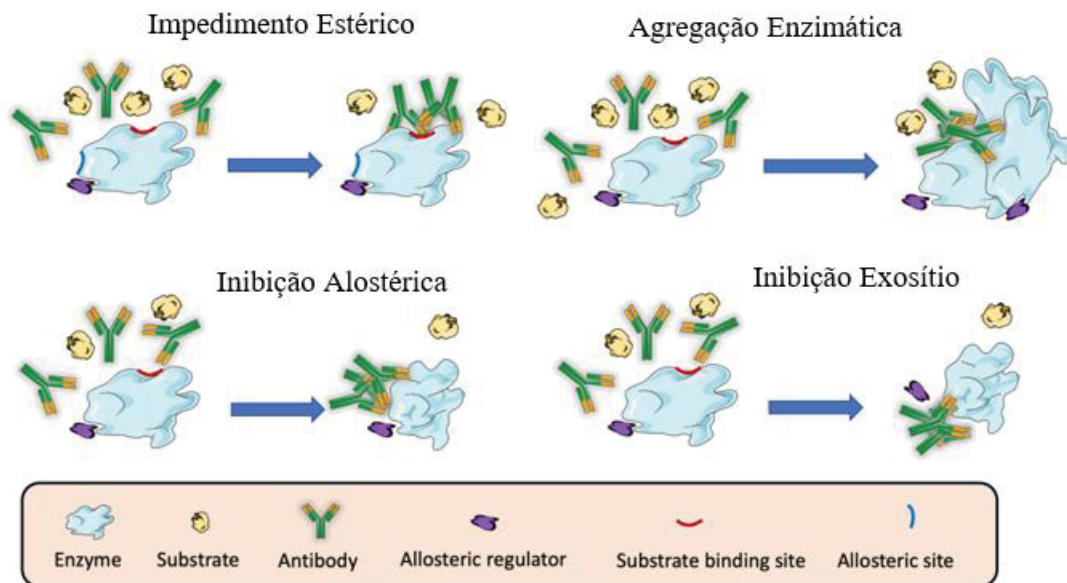 Impedimento Estérico
Agregação Enzimática
Inibição Alostérica
Inibição Exosítio
Enzyme
Substrate
Antibody
Allosteric regulator
Substrate binding site
Allosteric site